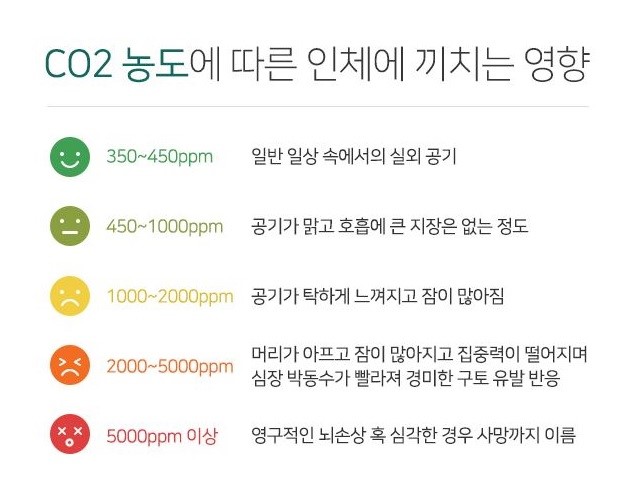 CO2 농도에 따른 인체에 끼치는 영향
350~450ppm 일반 일상 속에서의 실외 공기
450~1000ppm 공기가 맑고 호흡에 큰 지장은 없는 정도
1000~2000ppm 공기가 탁하게 느껴지고 잠이 많아짐
2000~5000ppm 머리가 아프고 잠이 많아지고 집중력이 떨어지며
심장 박동수가 빨라져 경미한 구토 유발 반응
5000ppm 이상 영구적인 뇌손상 혹 심각한 경우 사망까지 이름